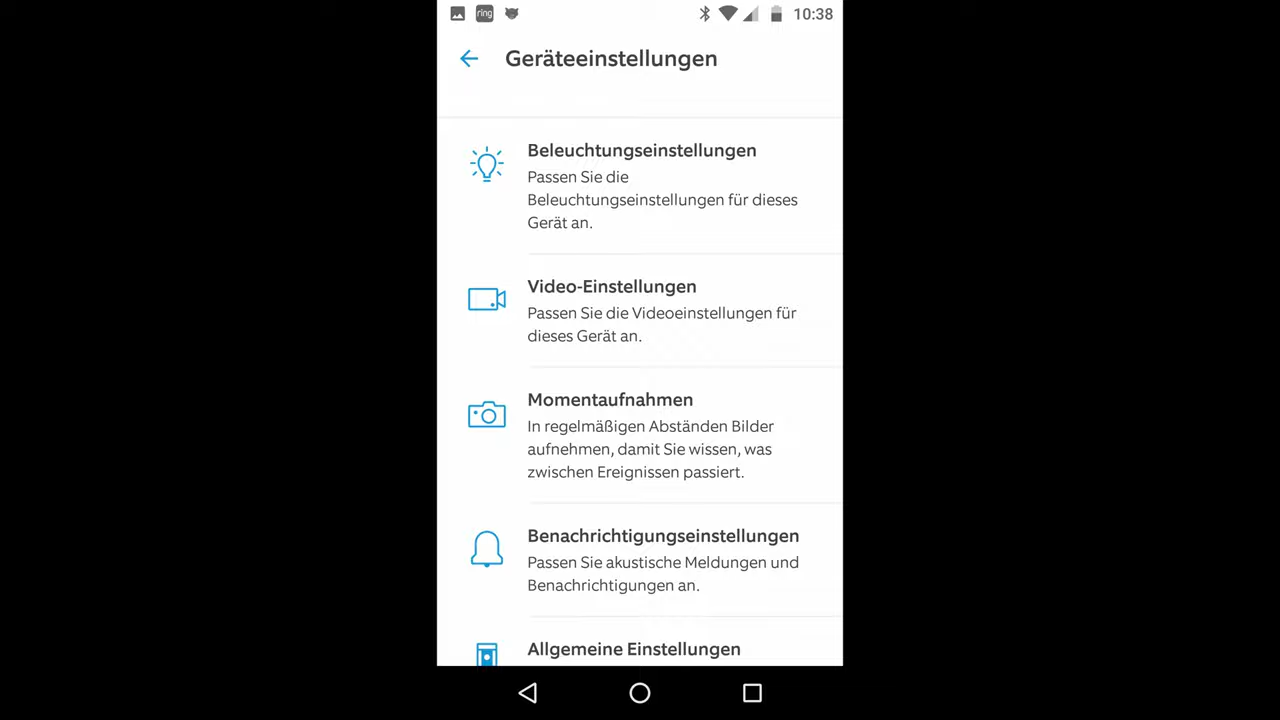 ring
10:38
Geräteeinstellungen
Beleuchtungseinstellungen
Passen Sie die
Beleuchtungseinstellungen für dieses
Gerät an.
Video-Einstellungen
Passen Sie die Videoeinstellungen für
dieses Gerät an.
Momentaufnahmen
In regelmäßigen Abständen Bilder
aufnehmen, damit Sie wissen, was
zwischen Ereignissen passiert.
Benachrichtigungseinstellungen
Passen Sie akustische Meldungen und
Benachrichtigungen an.
Allgemeine Einstellungen